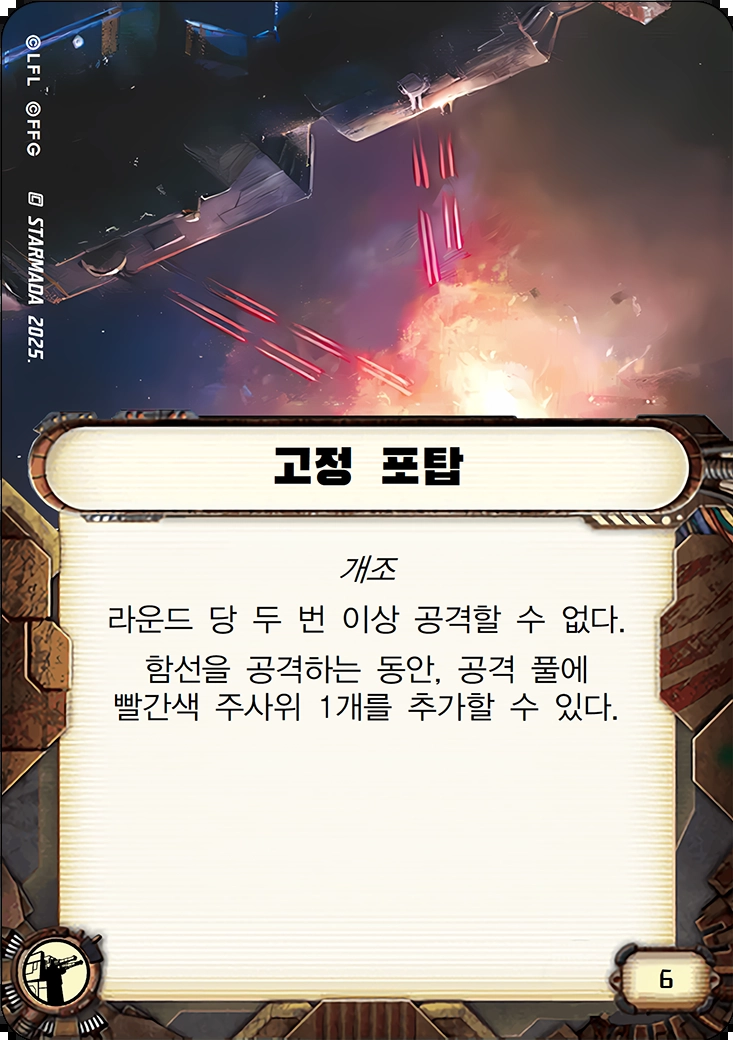 ©LFL ©FFG
STARMADA 2025.
고정 포탑
개조
라운드 당 두 번 이상 공격할 수 없다.
함선을 공격하는 동안, 공격 풀에
빨간색 주사위 1개를 추가할 수 있다.
6